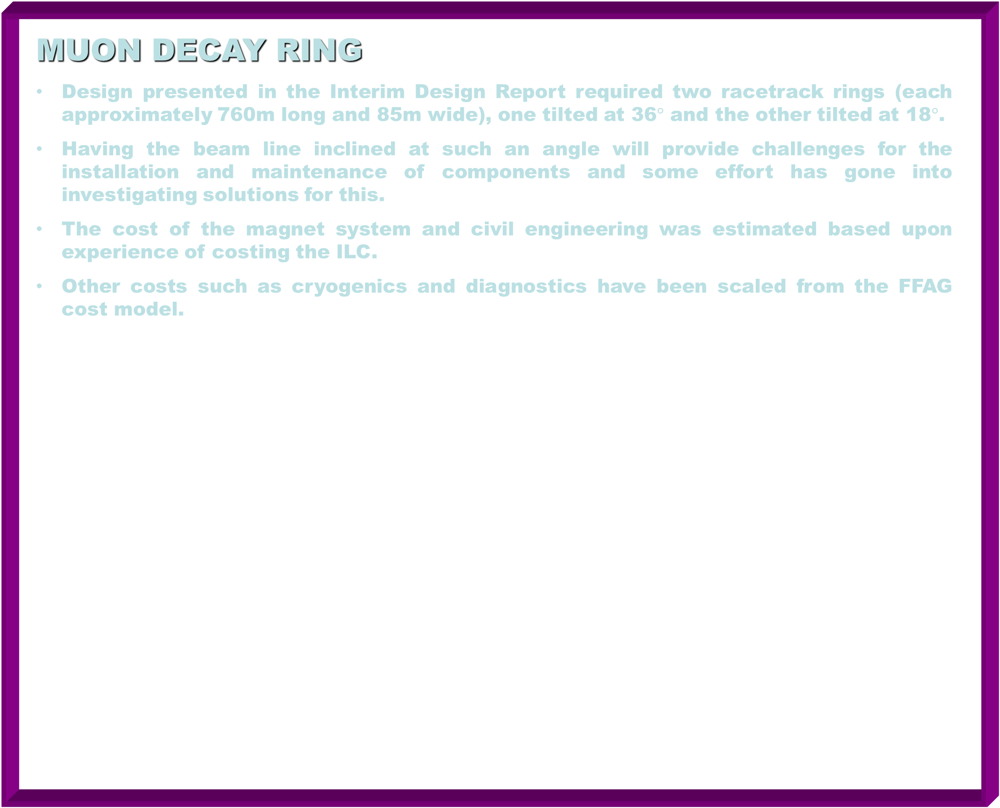 MUON DECAY RING
• Design presented in the Interim Design Report required two racetrack rings (each
approximately 760m long and 85m wide), one tilted at 36° and the other tilted at 18°.
• Having the beam line inclined at such an angle will provide challenges for the
installation and maintenance of components and some effort has gone into
investigating solutions for this.
• The cost of the magnet system and civil engineering was estimated based upon
experience of costing the ILC.
• Other costs such as cryogenics and diagnostics have been scaled from the FFAG
cost model.